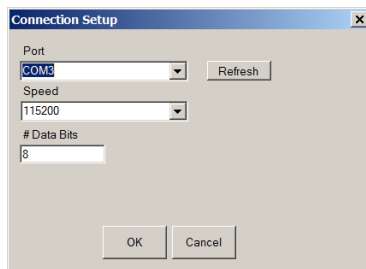 Connection Setup
Port
COM3
Refresh
Speed
115200
# Data Bits
8
OK
Cancel